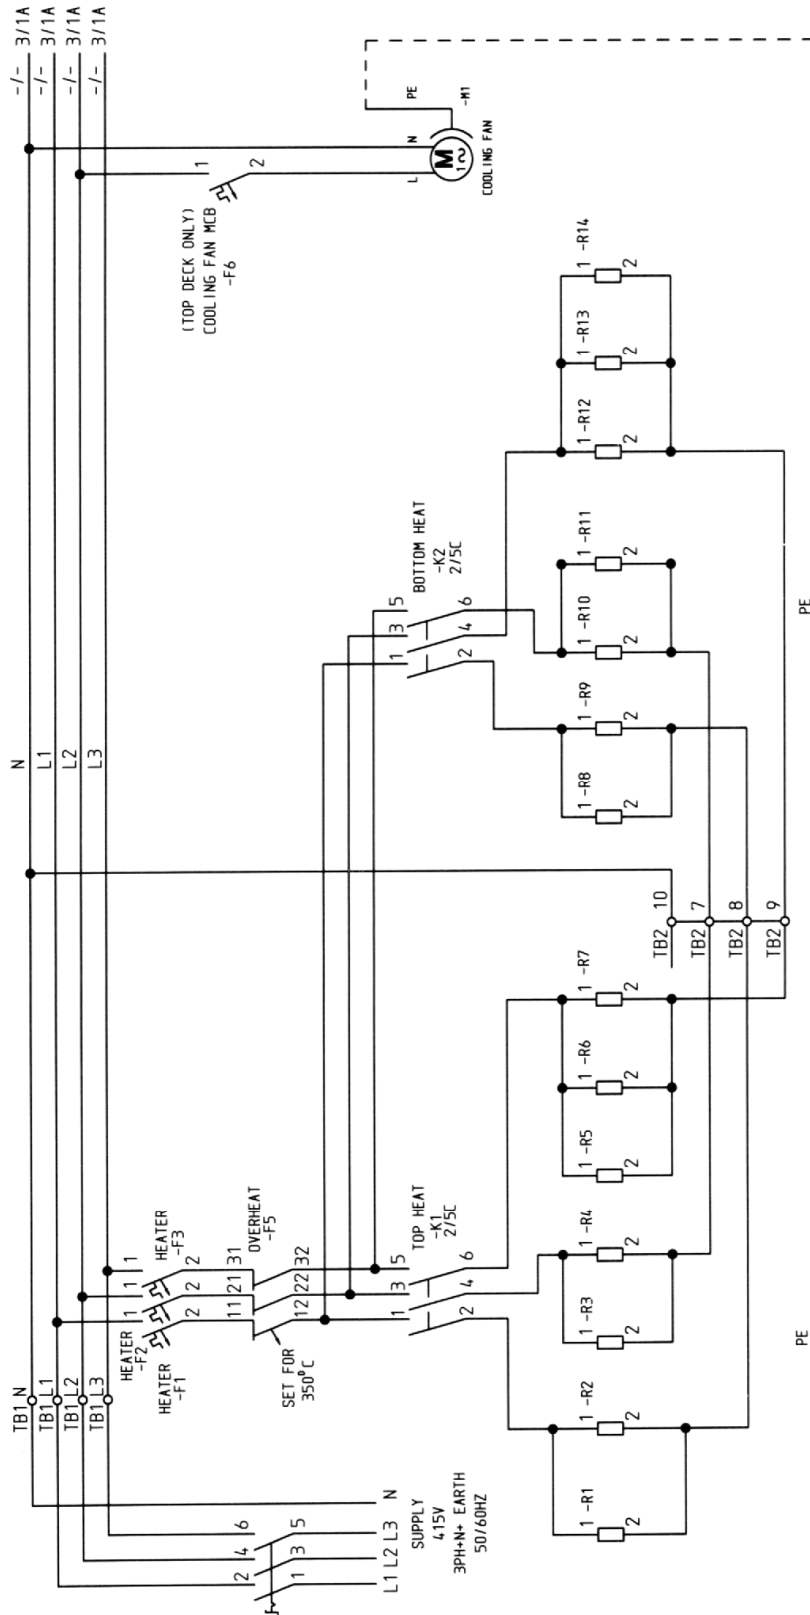 -/- 3/1A
-/- 3/1A
-/- 3/1A
-/- 3/1A
N
L1
L2
L3
TB1 N
TB1 L1
TB1 L2
TB1 L3
2
4
6
1
3
5
L1
L2
L3
N
SUPPLY
415V
3PH+N+ EARTH
50/60HZ
HEATER
-F1
HEATER
-F2
HEATER
-F3
1
1
1
2
2
2
OVERHEAT
-F5
11
21
31
12
22
32
SET FOR
350°C
TOP HEAT
-K1
2/5C
1
3
5
2
4
6
BOTTOM HEAT
-K2
2/5C
1
3
5
2
4
6
(TOP DECK ONLY)
COOLING FAN MCB
-F6
1
2
L
N
PE
M
1~
-M1
COOLING FAN
1 -R1
2
1 -R2
2
1 -R3
2
1 -R4
2
1 -R5
2
1 -R6
2
1 -R7
2
TB2 10
TB2 7
TB2 8
TB2 9
1 -R8
2
1 -R9
2
1 -R10
2
1 -R11
2
1 -R12
2
1 -R13
2
1 -R14
2
PE
PE